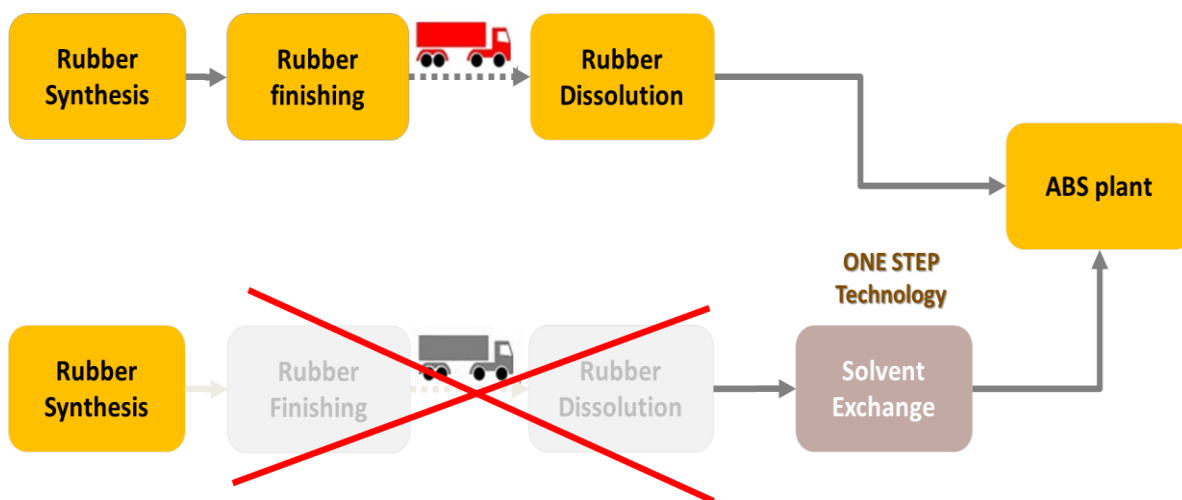 Rubber
Synthesis
Rubber
finishing
Rubber
Dissolution
ABS plant
ONE STEP
Technology
Rubber
Synthesis
Rubber
Finishing
Rubber
Dissolution
Solvent
Exchange